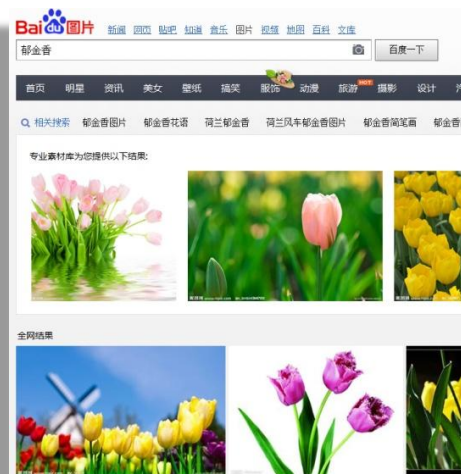 Bai du 图片 新闻 网页 贴吧 知道 音乐 图片 视频 地图 百科 文库
郁金香 百度一下
首页 明星 资讯 美女 壁纸 搞笑 服饰 动漫 旅游 HOT 摄影 设计
相关搜索 郁金香图片 郁金香花语 荷兰郁金香 荷兰风车郁金香图片 郁金香简笔画 郁金香
专业素材库为您提供以下结果:
全网结果